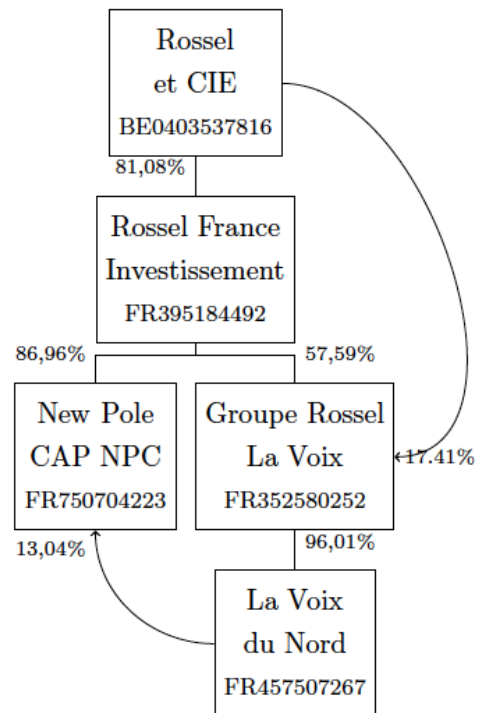 Rossel
et CIE
BE0403537816
81,08%
Rossel France
Investissement
FR395184492
86,96%
57,59%
New Pole
CAP NPC
FR750704223
Groupe Rossel
La Voix
FR352580252
17.41%
13,04%
96,01%
La Voix
du Nord
FR457507267